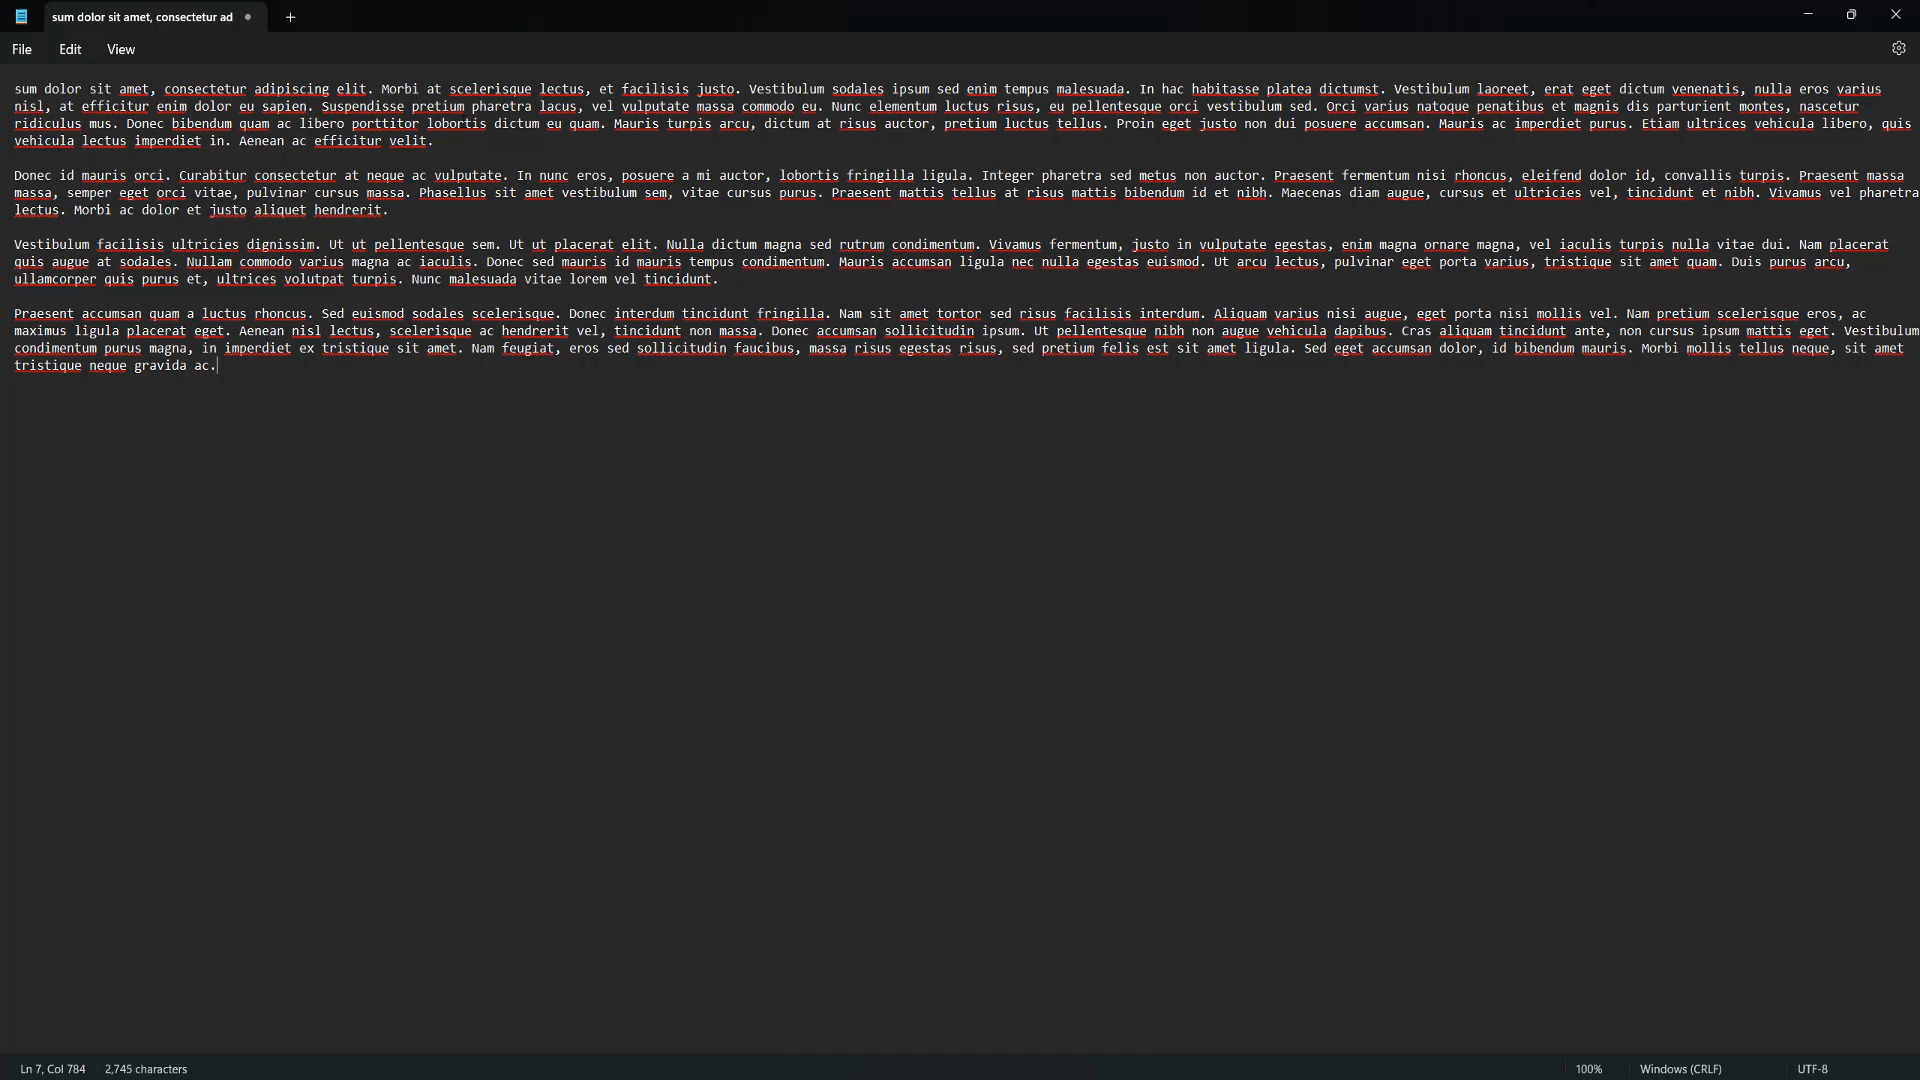 sum dolor sit amet, consectetur ad
File Edit View
sum dolor sit amet, consectetur adipiscing elit. Morbi at scelerisque lectus, et facilisis justo. Vestibulum sodales ipsum sed enim tempus malesuada. In hac habitasse platea dictumst. Vestibulum laoreet, erat eget dictum venenatis, nulla eros varius
nisl, at efficitur enim dolor eu sapien. Suspendisse pretium pharetra lacus, vel vulputate massa commodo eu. Nunc elementum luctus risus, eu pellentesque orci vestibulum sed. Orci varius natoque penatibus et magnis dis parturient montes, nascetur
ridiculus mus. Donec bibendum quam ac libero porttitor lobortis dictum eu quam. Mauris turpis arcu, dictum at risus auctor, pretium luctus tellus. Proin eget justo non dui posuere accumsan. Mauris ac imperdiet purus. Etiam ultrices vehicula libero, quis
vehicula lectus imperdiet in. Aenean ac efficitur velit.
Donec id mauris orci. Curabitur consectetur at neque ac vulputate. In nunc eros, posuere a mi auctor, lobortis fringilla ligula. Integer pharetra sed metus non auctor. Praesent fermentum nisi rhoncus, eleifend dolor id, convallis turpis. Praesent massa
massa, semper eget orci vitae, pulvinar cursus massa. Phasellus sit amet vestibulum sem, vitae cursus purus. Praesent mattis tellus at risus mattis bibendum id et nibh. Maecenas diam augue, cursus et ultricies vel, tincidunt et nibh. Vivamus vel pharetra
lectus. Morbi ac dolor et justo aliquet hendrerit.
Vestibulum facilisis ultricies dignissim. Ut ut pellentesque sem. Ut ut placerat elit. Nulla dictum magna sed rutrum condimentum. Vivamus fermentum, justo in vulputate egestas, enim magna ornare magna, vel iaculis turpis nulla vitae dui. Nam placerat
quis augue at sodales. Nullam commodo varius magna ac iaculis. Donec sed mauris id mauris tempus condimentum. Mauris accumsan ligula nec nulla egestas euismod. Ut arcu lectus, pulvinar eget porta varius, tristique sit amet quam. Duis purus arcu,
ullamcorper quis purus et, ultrices volutpat turpis. Nunc malesuada vitae lorem vel tincidunt.
Praesent accumsan quam a luctus rhoncus. Sed euismod sodales scelerisque. Donec interdum tincidunt fringilla. Nam sit amet tortor sed risus facilisis interdum. Aliquam varius nisi augue, eget porta nisi mollis vel. Nam pretium scelerisque eros, ac
maximus ligula placerat eget. Aenean nisl lectus, scelerisque ac hendrerit vel, tincidunt non massa. Donec accumsan sollicitudin ipsum. Ut pellentesque nibh non augue vehicula dapibus. Cras aliquam tincidunt ante, non cursus ipsum mattis eget. Vestibulum
condimentum purus magna, in imperdiet ex tristique sit amet. Nam feugiat, eros sed sollicitudin faucibus, massa risus egestas risus, sed pretium felis est sit amet ligula. Sed eget accumsan dolor, id bibendum mauris. Morbi mollis tellus neque, sit amet
tristique neque gravida ac.
Ln 7, Col 784 2,745 characters 100% Windows (CRLF) UTF-8